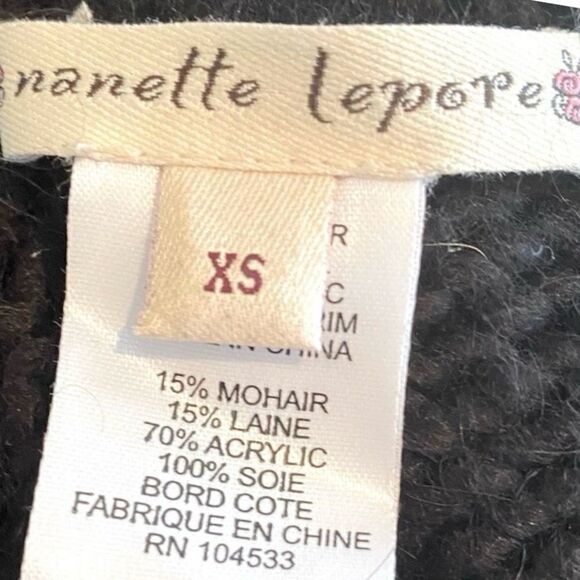 nanette lepore
XS
R
C
RIM
CHINA
15% MOHAIR
15% LAINE
70% ACRYLIC
100% SOIE
BORD COTE
FABRIQUE EN CHINE
RN 104533